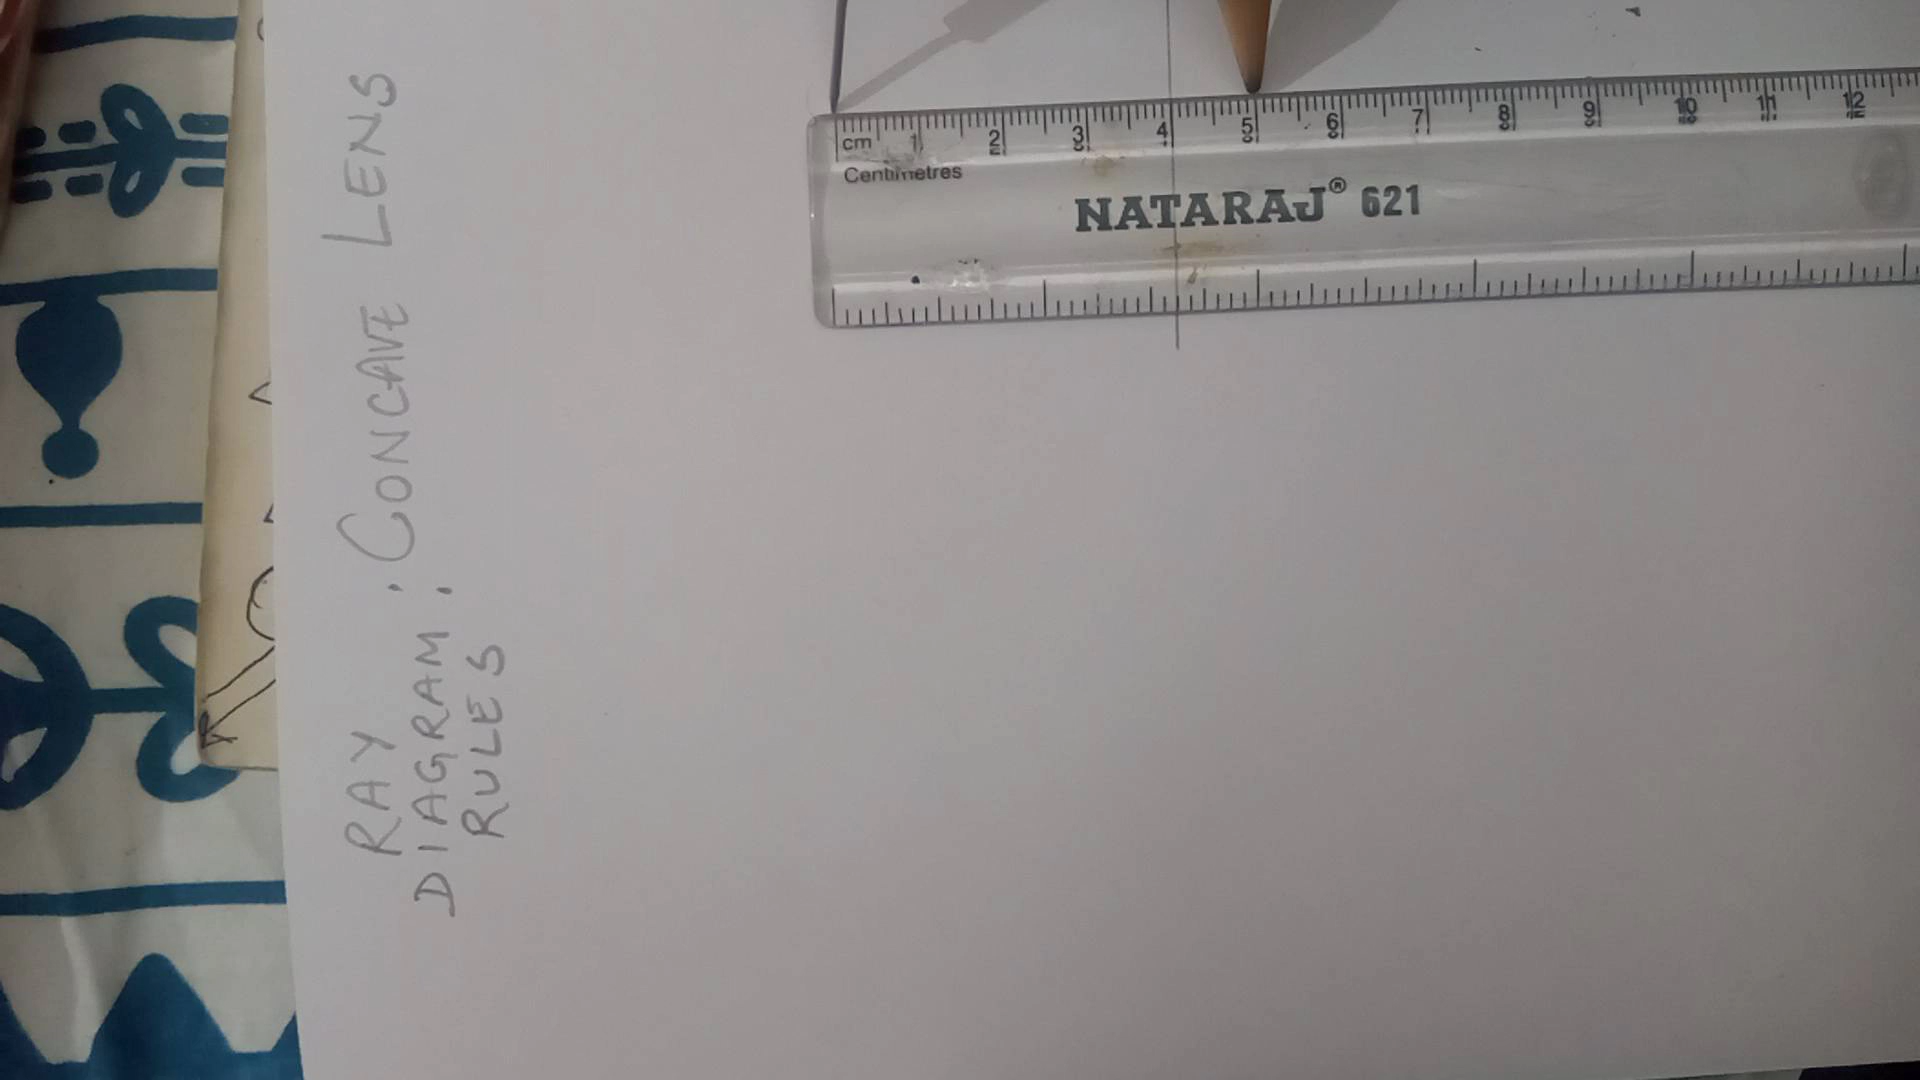 RAY
DIAGRAM : CONCAVE LENS
RULES
cm 1 2 3 4 5 6 7 8 9 10 11 12
Centimetres
NATARAJ® 621